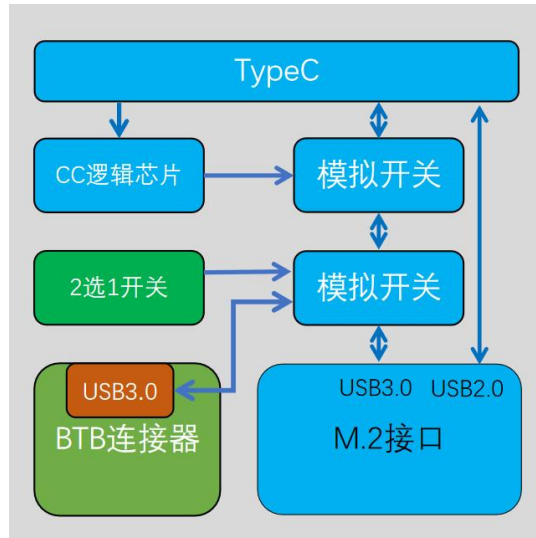 TypeC
CC逻辑芯片
模拟开关
2选1开关
模拟开关
USB3.0
BTB连接器
USB3.0 USB2.0
M.2接口